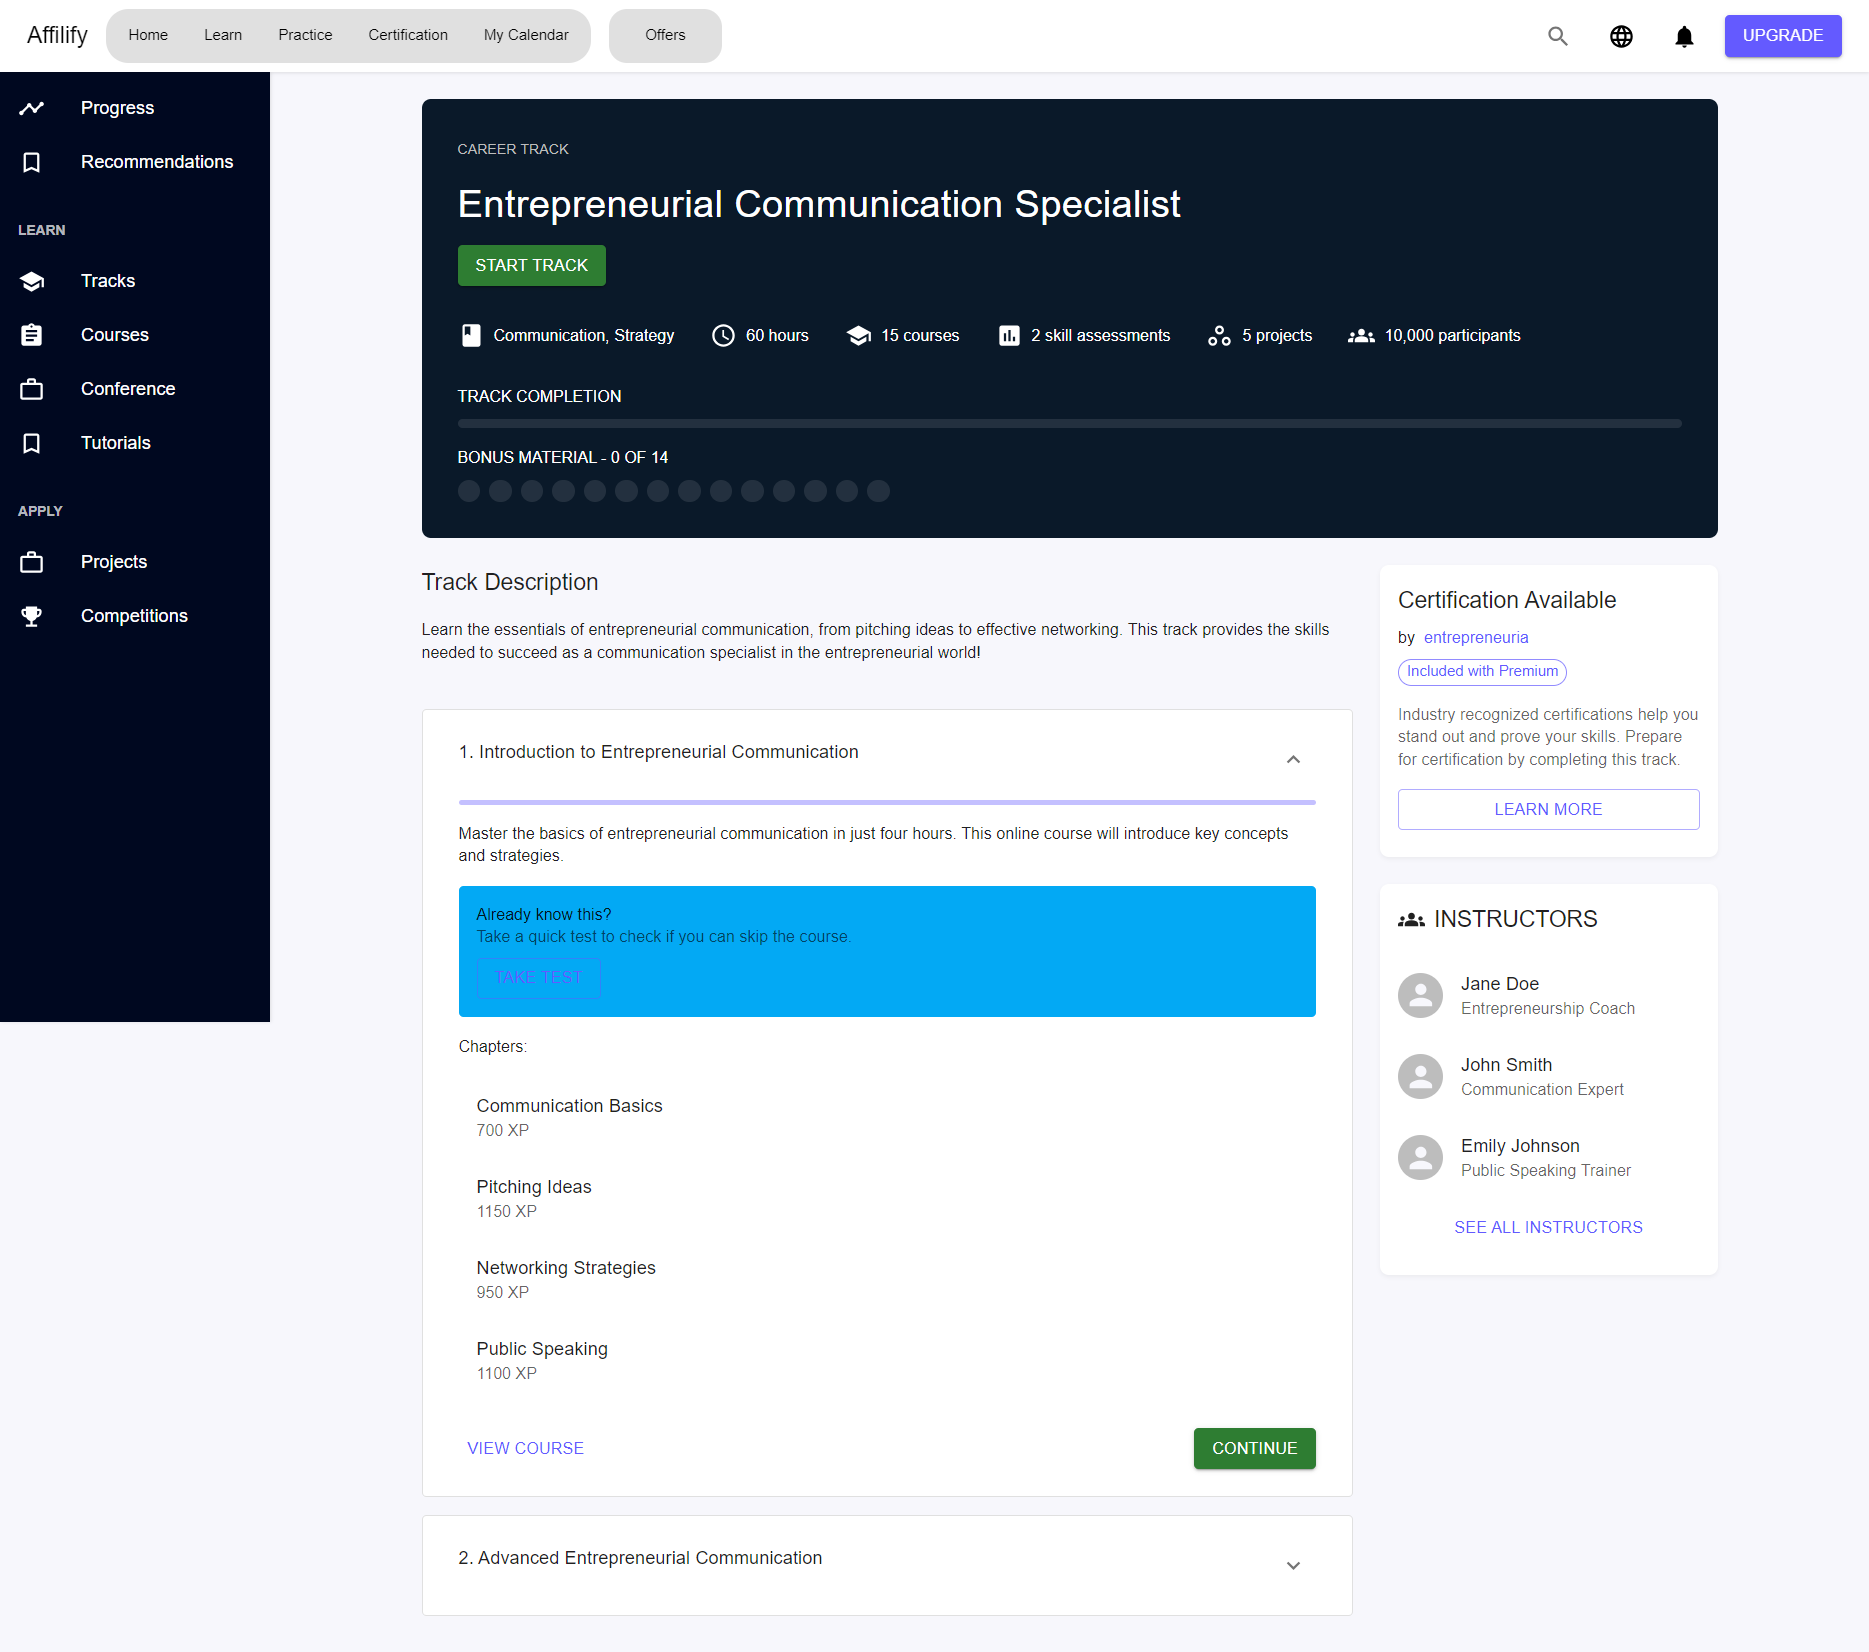 Affilify
Home
Learn
Practice
Certification
My Calendar
Offers
UPGRADE
Progress
Recommendations
LEARN
Tracks
Courses
Conference
Tutorials
APPLY
Projects
Competitions
CAREER TRACK
Entrepreneurial Communication Specialist
START TRACK
Communication, Strategy
60 hours
15 courses
2 skill assessments
5 projects
10,000 participants
TRACK COMPLETION
BONUS MATERIAL - 0 OF 14
Track Description
Learn the essentials of entrepreneurial communication, from pitching ideas to effective networking. This track provides the skills
needed to succeed as a communication specialist in the entrepreneurial world!
1. Introduction to Entrepreneurial Communication
Master the basics of entrepreneurial communication in just four hours. This online course will introduce key concepts
and strategies.
Already know this?
Take a quick test to check if you can skip the course.
TAKE TEST
Chapters:
Communication Basics
700 XP
Pitching Ideas
1150 XP
Networking Strategies
950 XP
Public Speaking
1100 XP
VIEW COURSE
CONTINUE
2. Advanced Entrepreneurial Communication
Certification Available
by entrepreneuria
Included with Premium
Industry recognized certifications help you
stand out and prove your skills. Prepare
for certification by completing this track.
LEARN MORE
INSTRUCTORS
Jane Doe
Entrepreneurship Coach
John Smith
Communication Expert
Emily Johnson
Public Speaking Trainer
SEE ALL INSTRUCTORS